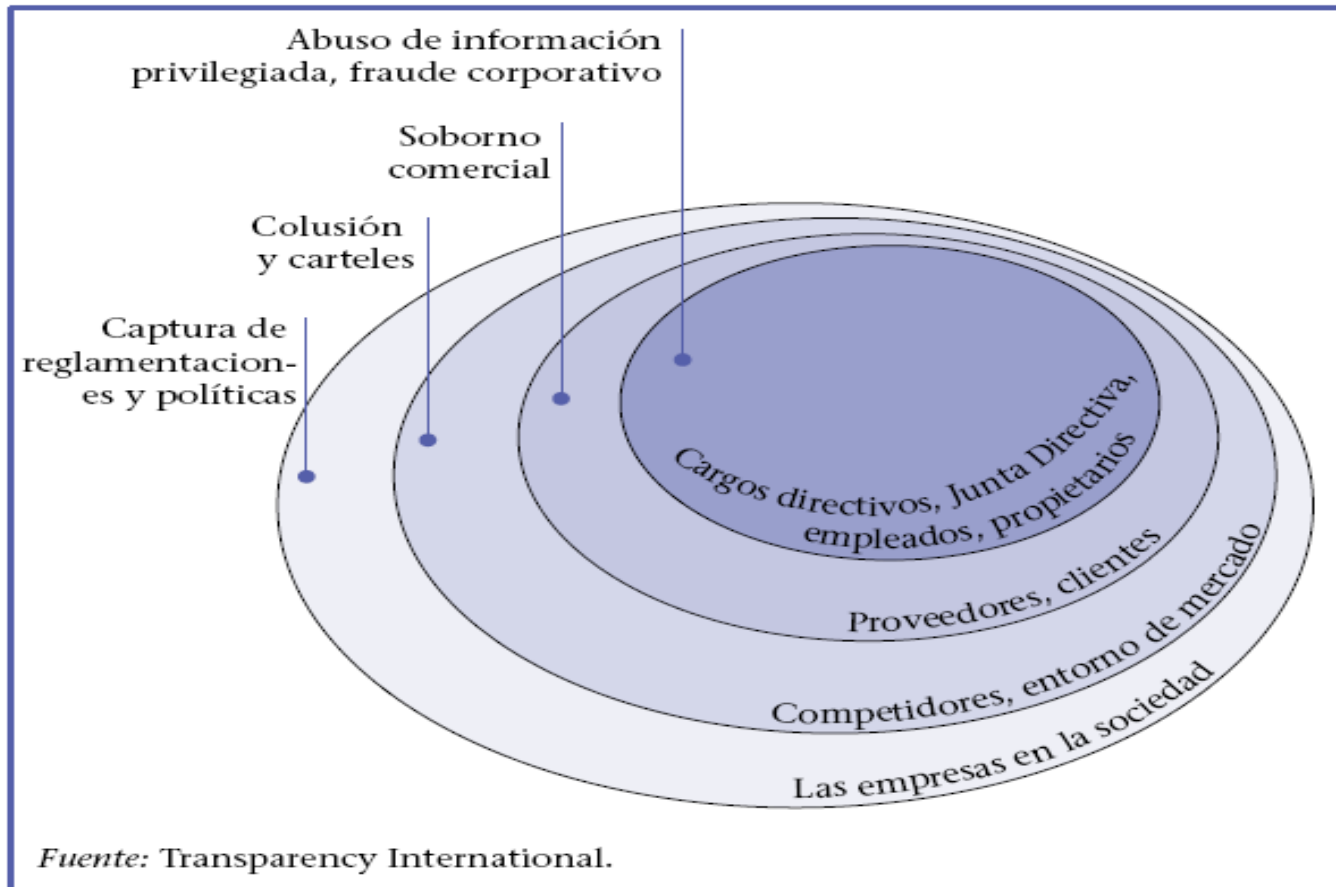 Abuso de información
privilegiada, fraude corporativo
Soborno
comercial
Colusión
y carteles
Captura de
reglamentacion-
es y políticas
Cargos directivos, Junta Directiva,
empleados, propietarios
Proveedores, clientes
Competidores, entorno de mercado
Las empresas en la sociedad
Fuente: Transparency International.